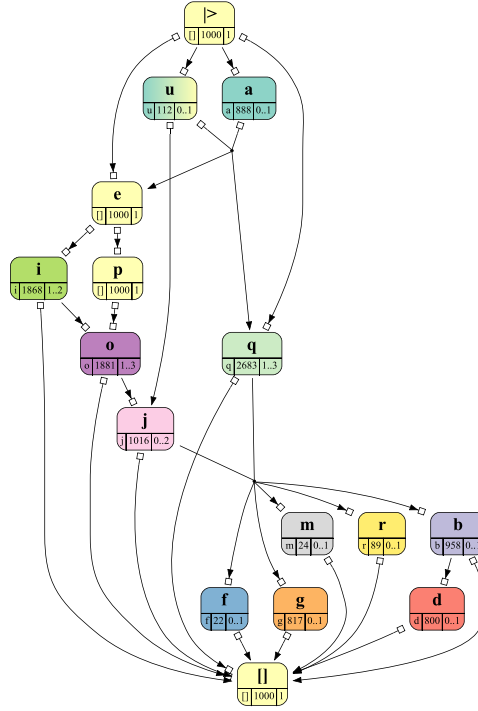 |>
[] 1000 1
u
u 112 0..1
a
a 888 0..1
e
[] 1000 1
i
i 1868 1..2
p
[] 1000 1
o
o 1881 1..3
q
q 2683 1..3
j
j 1016 0..2
m
m 24 0..1
r
r 89 0..1
b
b 958 0..
f
f 22 0..1
g
g 817 0..1
d
d 800 0..1
[]
[] 1000 1